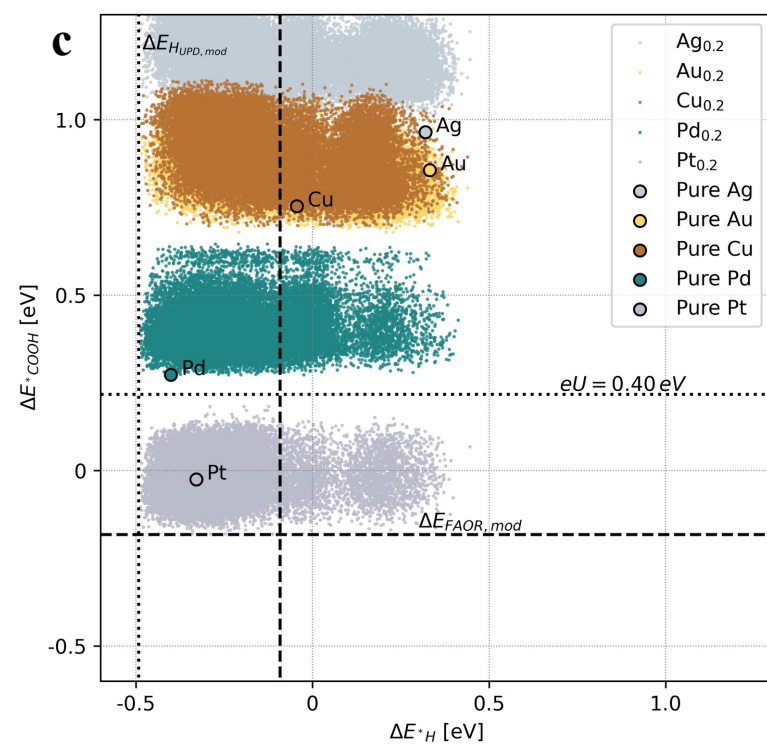 c
ΔE_{H_{UPD}, mod}
Ag_{0.2}
Au_{0.2}
Cu_{0.2}
Pd_{0.2}
Pt_{0.2}
Pure Ag
Pure Au
Pure Cu
Pure Pd
Pure Pt
Ag
Au
Cu
Pd
eU = 0.40 eV
Pt
ΔE_{FAOR, mod}
1.0
0.5
0
-0.5
ΔE_{*COOH} [eV]
-0.5
0
0.5
1.0
ΔE_{*H} [eV]